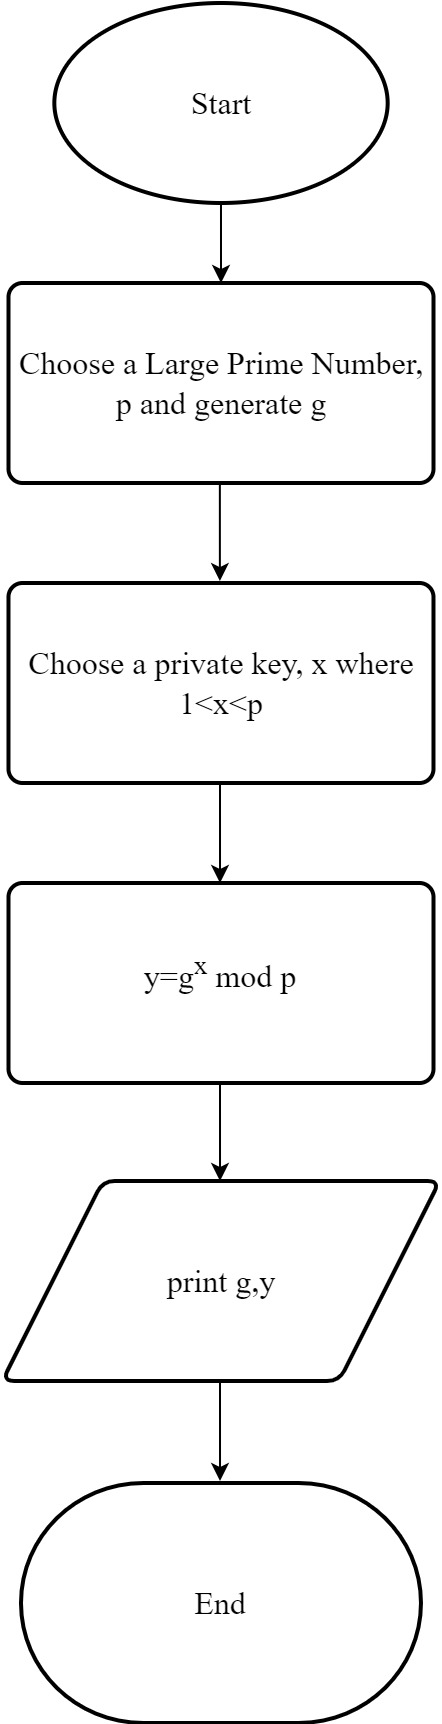 Start
Choose a Large Prime Number,
p and generate g
Choose a private key, x where
1<x<p
y=g^x mod p
print g,y
End